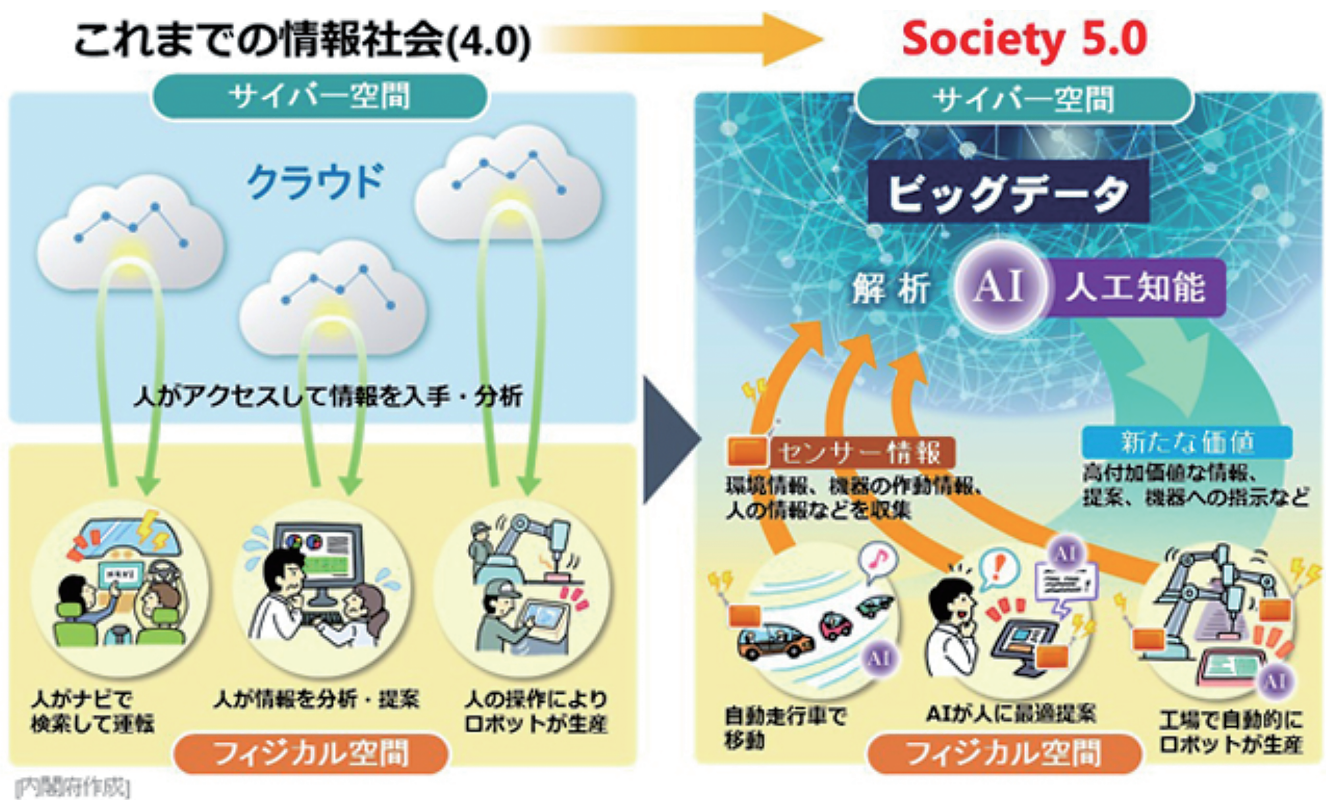 これまでの情報社会(4.0)
Society 5.0
サイバー空間
クラウド
人がアクセスして情報を入手・分析
人がナビで
検索して運転
人が情報を分析・提案
人の操作により
ロボットが生産
フィジカル空間
サイバー空間
ビッグデータ
解析
AI
人工知能
センサー情報
環境情報、機器の作動情報、
人の情報などを収集
新たな価値
高付加価値な情報、
提案、機器への指示など
AI
AI
AI
自動走行車で
移動
AIが人に最適提案
工場で自動的に
ロボットが生産
フィジカル空間
[内閣府作成]